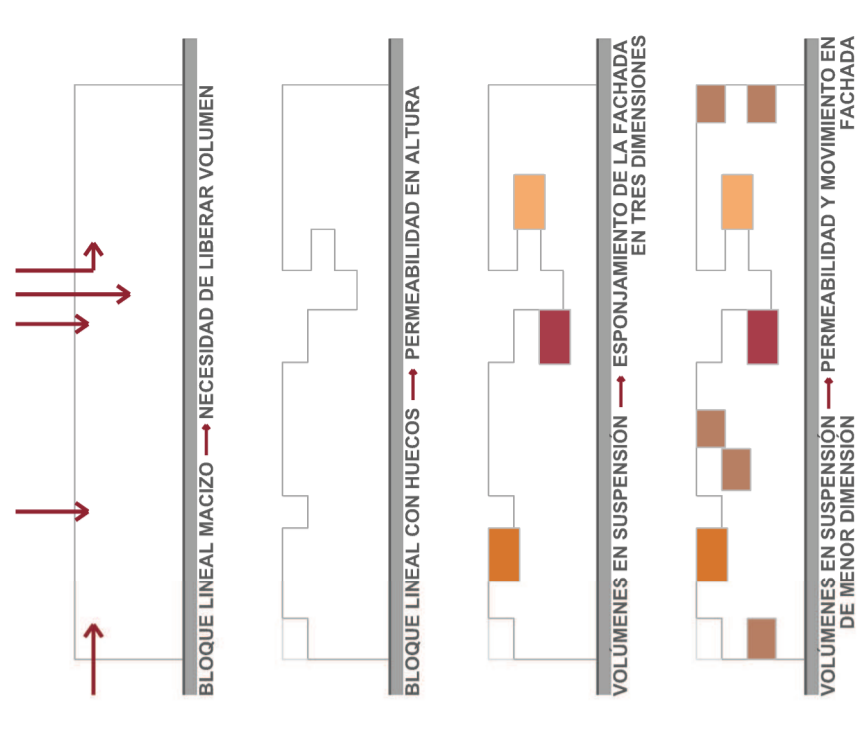 BLOQUE LINEAL MACIZO → NECESIDAD DE LIBERAR VOLUMEN
BLOQUE LINEAL CON HUECOS → PERMEABILIDAD EN ALTURA
VOLÚMENES EN SUSPENSIÓN → ESPONJAMIENTO DE LA FACHADA
EN TRES DIMENSIONES
VOLÚMENES EN SUSPENSIÓN → PERMEABILIDAD Y MOVIMIENTO EN
DE MENOR DIMENSIÓN FACHADA